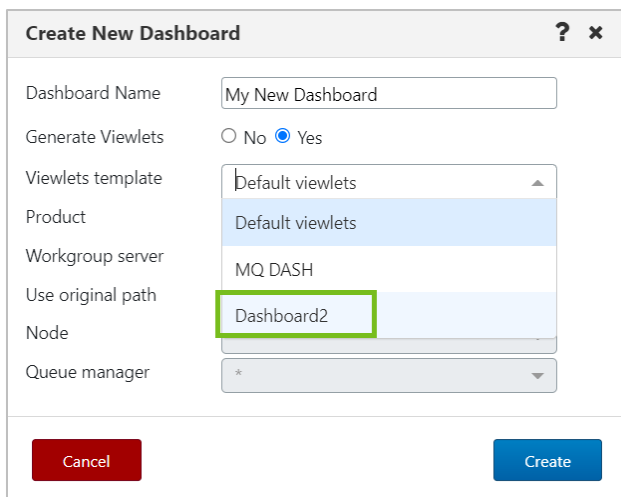 Create New Dashboard ? ×
Dashboard Name My New Dashboard
Generate Viewlets No Yes
Viewlets template Default viewlets
Product Default viewlets
Workgroup server
MQ DASH
Use original path
Dashboard2
Node
Queue manager *
Cancel Create